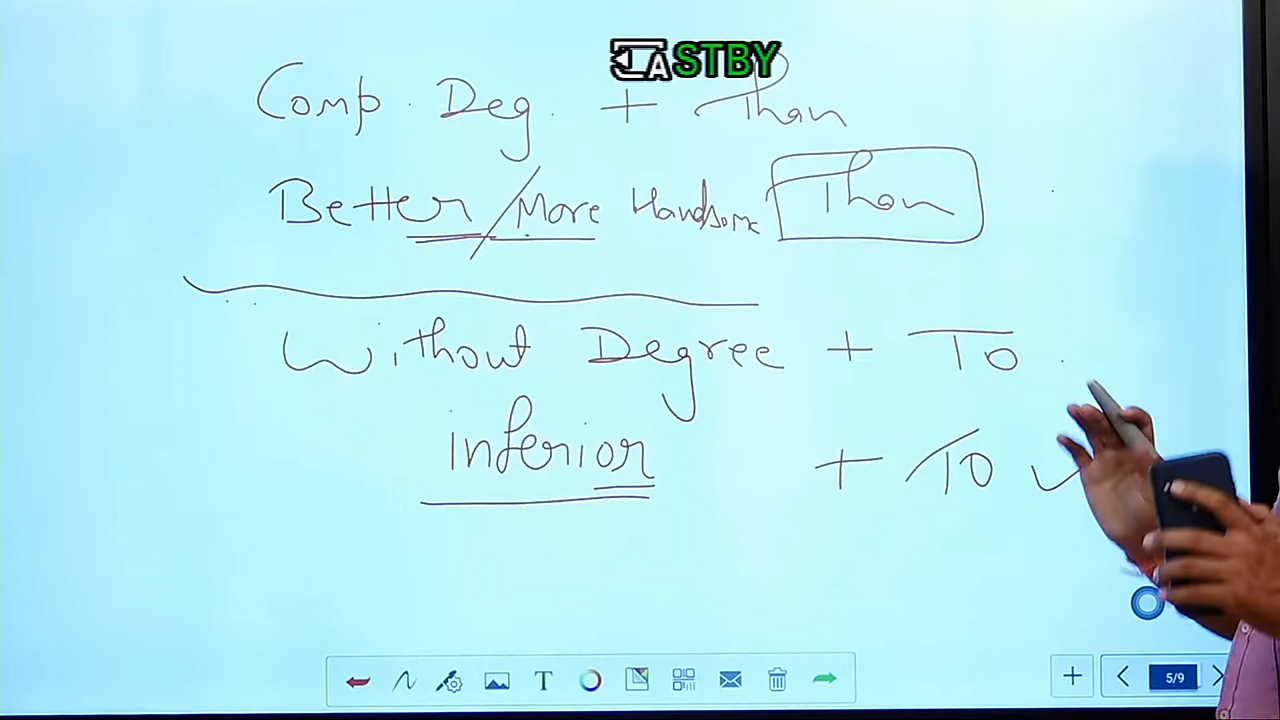 STBY
Comp. Deg. + Than
Better/More Handsome Than
Without Degree + To
inferior + To ✓
T
5/9